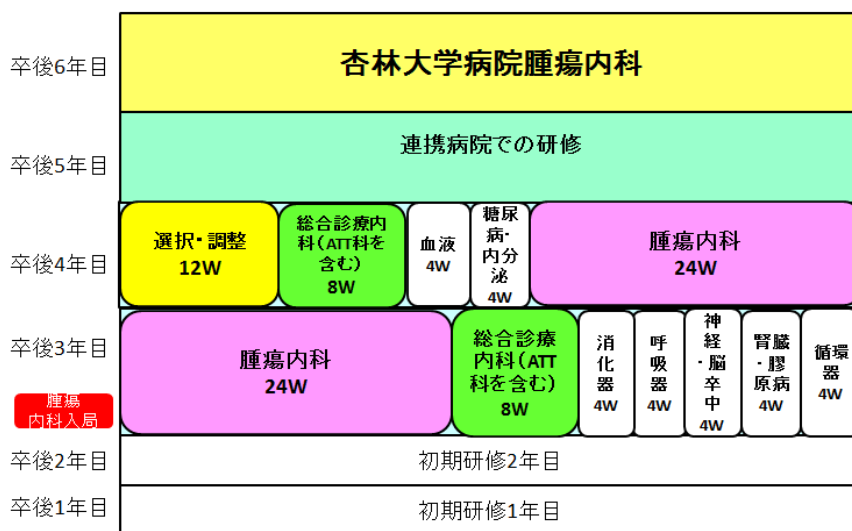 卒後6年目
杏林大学病院腫瘍内科
卒後5年目
連携病院での研修
卒後4年目
選択・調整
12W
総合診療内
科(ATT科を
含む)
8W
血液
4W
糖尿
病・
内分
泌
4W
腫瘍内科
24W
卒後3年目
腫瘍内科
24W
総合診療
内科(ATT
科を含む)
8W
消
化
器
4W
呼
吸
器
4W
神
経
・脳
卒
中
4W
腎臓
・膠
原病
4W
循環
器
4W
腫瘍
内科入局
卒後2年目
初期研修2年目
卒後1年目
初期研修1年目